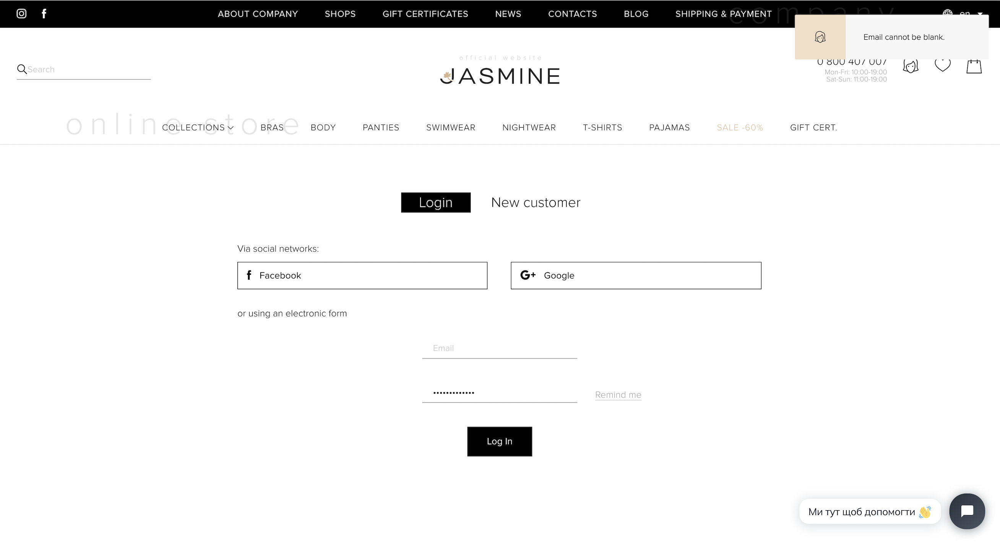 ABOUT COMPANY SHOPS GIFT CERTIFICATES NEWS CONTACTS BLOG SHIPPING & PAYMENT company en
Email cannot be blank.
Search
official website
JASMINE
0 800 407 007
Mon-Fri: 10:00-19:00
Sat-Sun: 11:00-19:00
online store
COLLECTIONS BRAS BODY PANTIES SWIMWEAR NIGHTWEAR T-SHIRTS PAJAMAS SALE -60% GIFT CERT.
Login New customer
Via social networks:
Facebook G+ Google
or using an electronic form
Email
•••••••••••••
Remind me
Log In
Ми тут щоб допомогти 👋